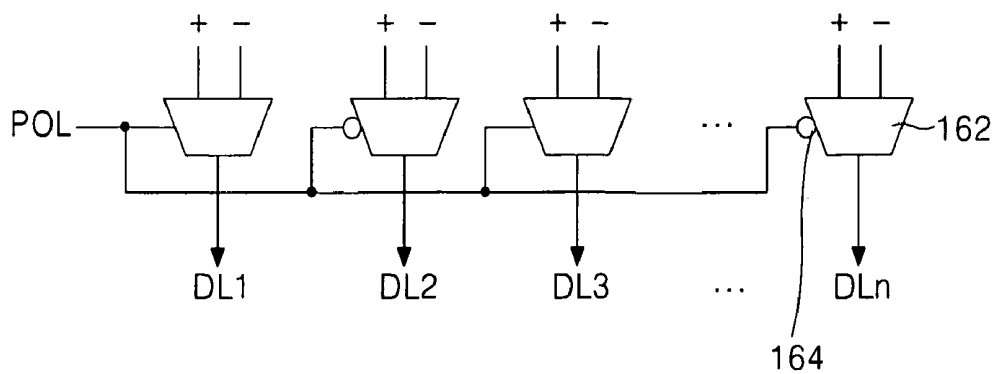 + − + − + − + −
POL
...
162
DL1 DL2 DL3 ... DLn
164